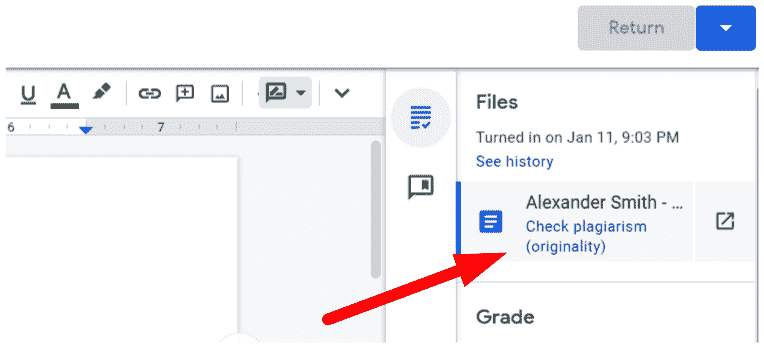 Return
U A
6 7
Files
Turned in on Jan 11, 9:03 PM
See history
Alexander Smith - ...
Check plagiarism
(originality)
Grade